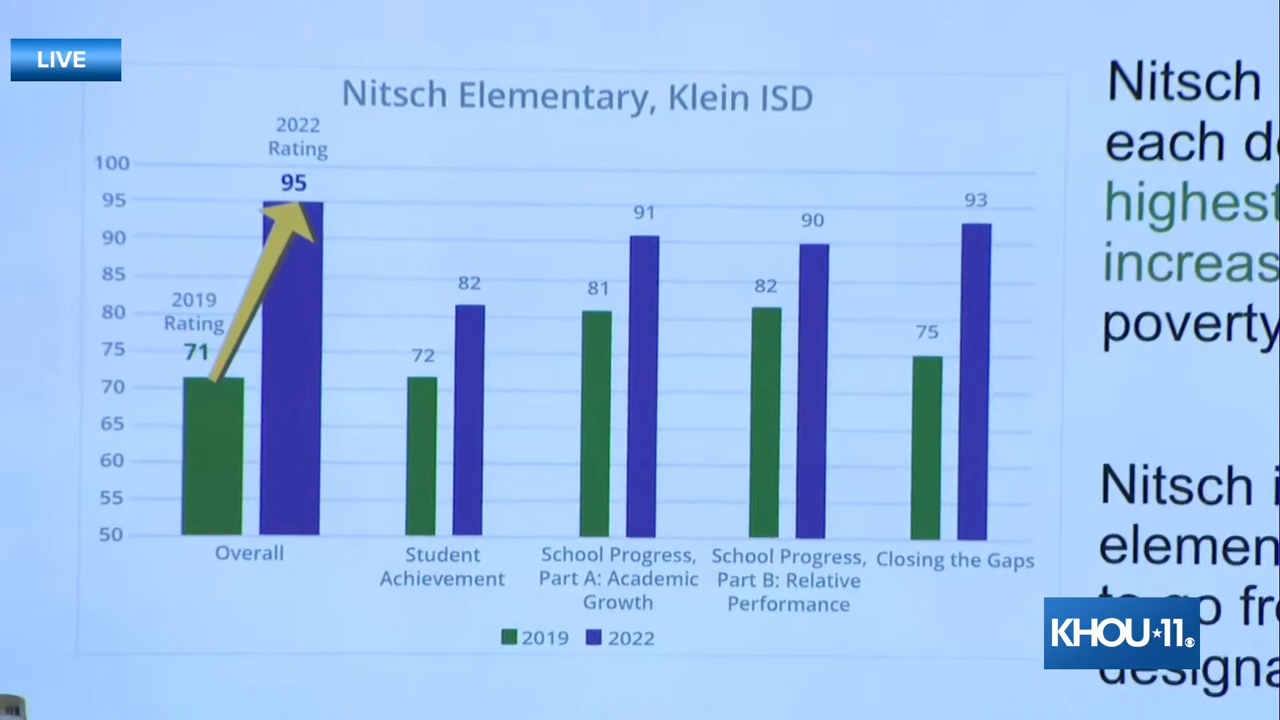 LIVE
Nitsch Elementary, Klein ISD
2022
Rating
100
95
90
85
80
75
70
65
60
55
50
95
2019
Rating
71
72
82
81
91
82
90
75
93
Overall
Student
Achievement
School Progress,
Part A: Academic
Growth
School Progress,
Part B: Relative
Performance
Closing the Gaps
2019
2022
Nitsch
each
highest
increas
poverty
Nitsch
elemen
KHOU★11